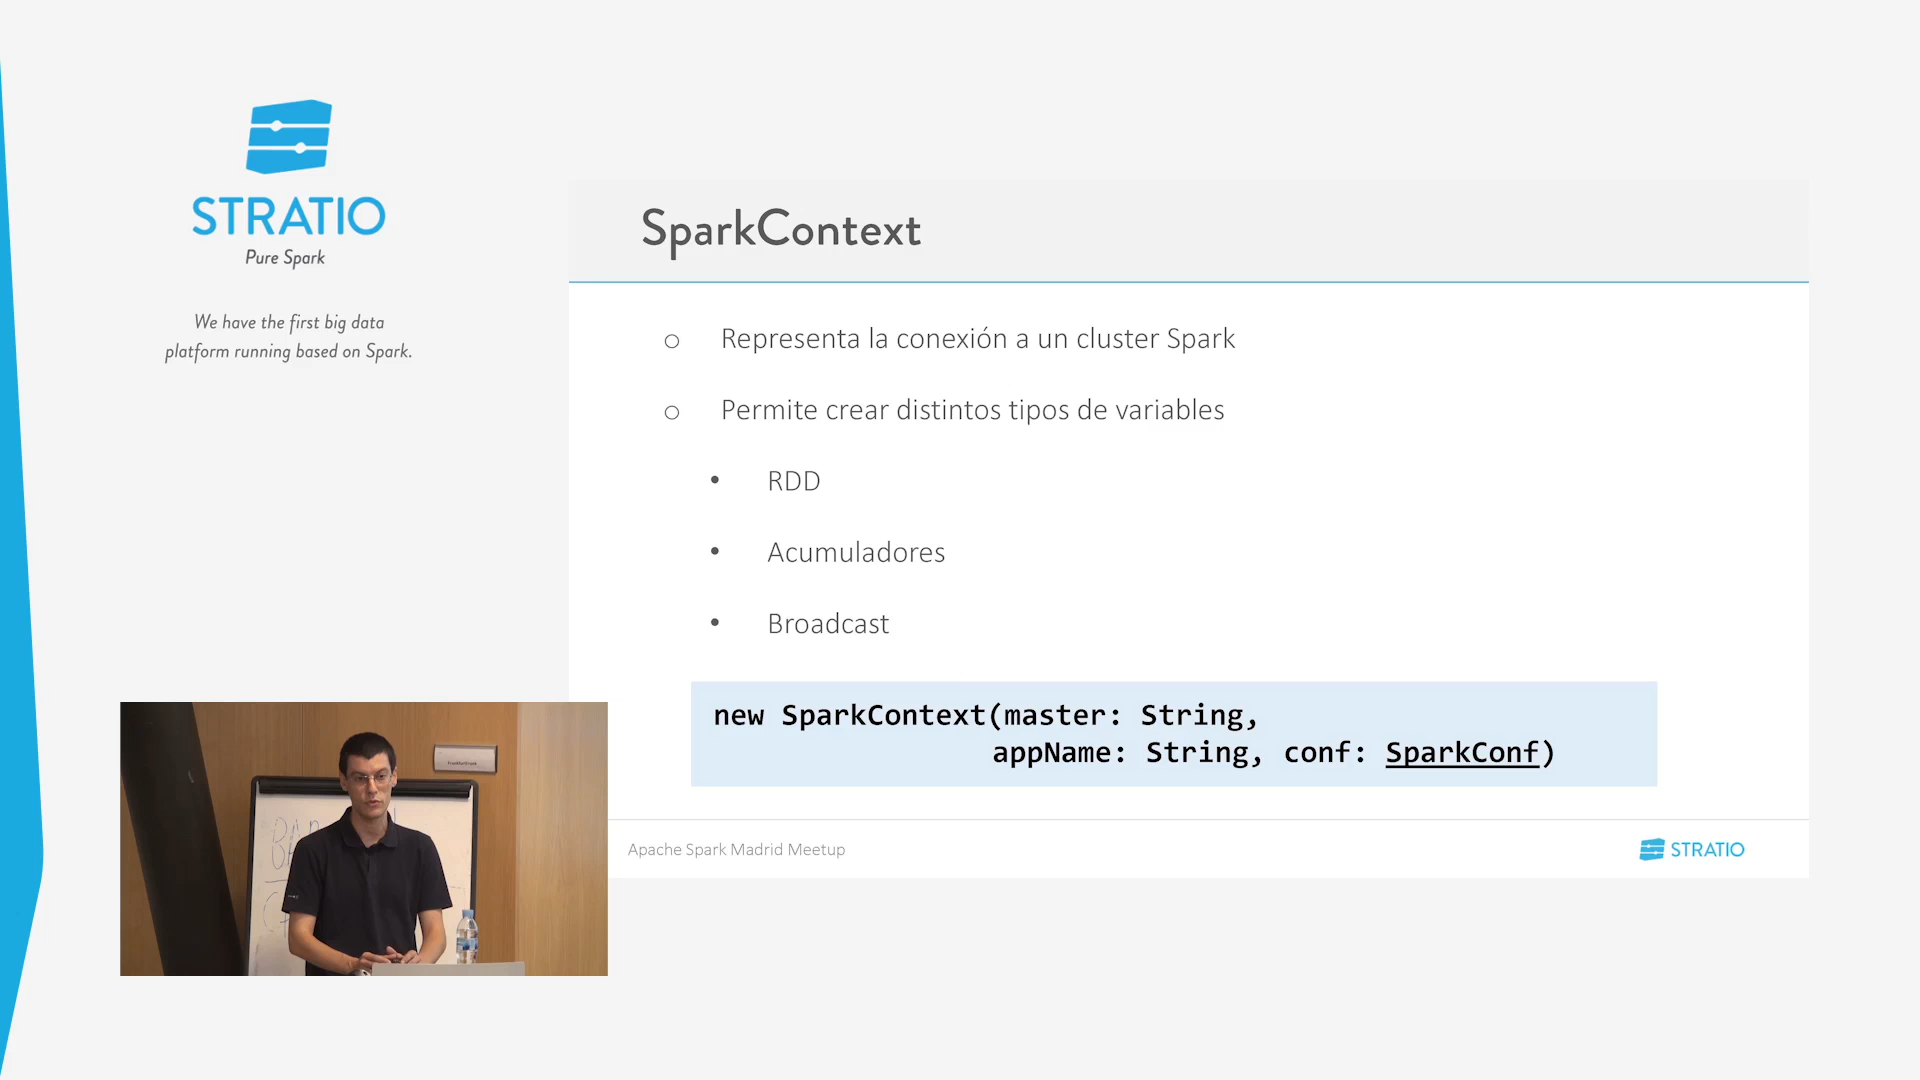 STRATIO
Pure Spark
We have the first big data
platform running based on Spark.
SparkContext
Representa la conexión a un cluster Spark
Permite crear distintos tipos de variables
RDD
Acumuladores
Broadcast
new SparkContext(master: String,
appName: String, conf: SparkConf)
Apache Spark Madrid Meetup
STRATIO